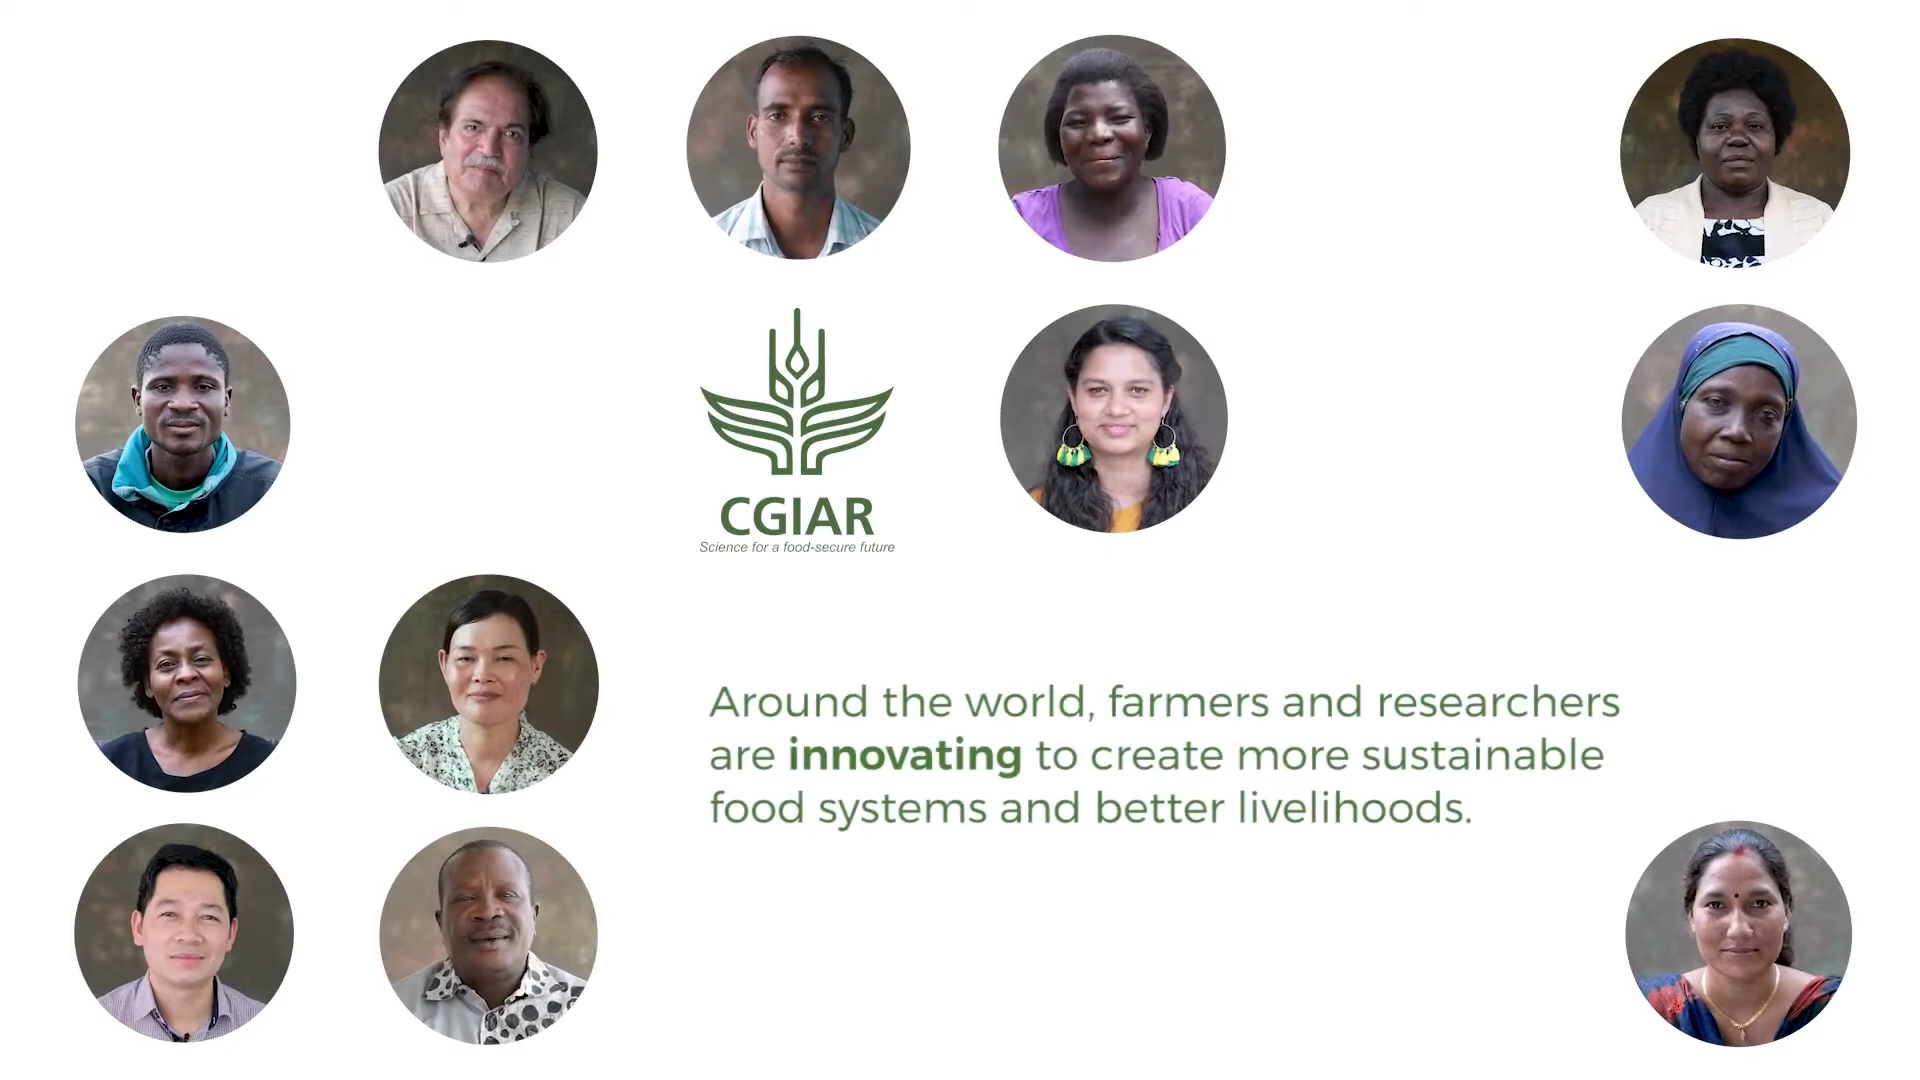 CGIAR
Science for a food-secure future
Around the world, farmers and researchers
are innovating to create more sustainable
food systems and better livelihoods.